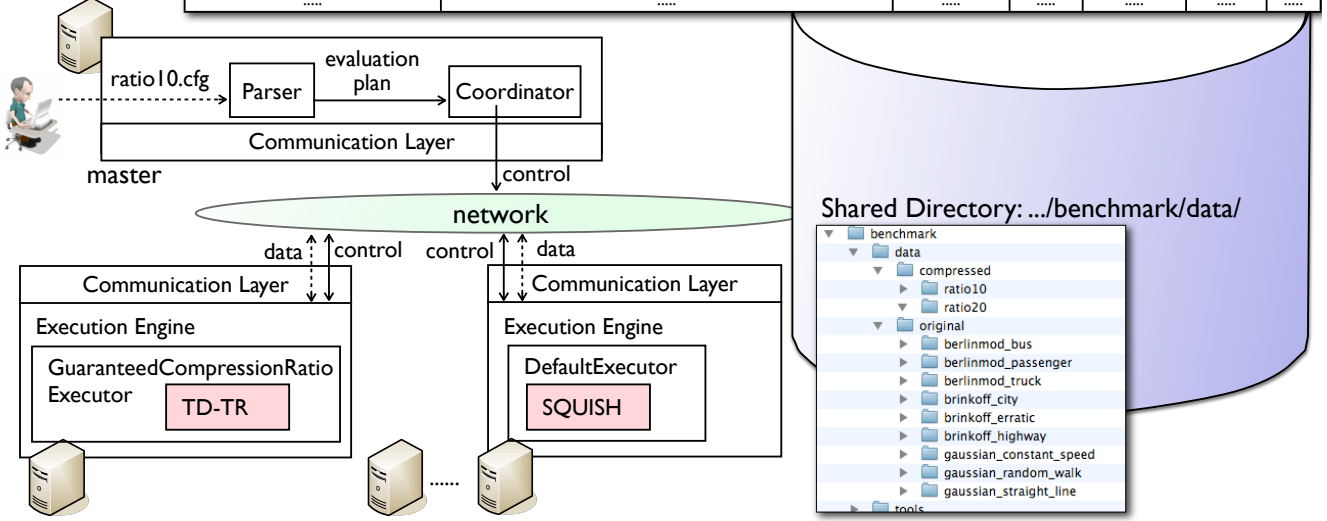 ..... ..... ..... ..... ..... ..... .....
ratio10.cfg
Parser
evaluation
plan
Coordinator
Communication Layer
master
control
network
data
control
control
data
Communication Layer
Execution Engine
GuaranteedCompressionRatio
Executor
TD-TR
Communication Layer
Execution Engine
DefaultExecutor
SQUISH
......
Shared Directory: .../benchmark/data/
benchmark
data
compressed
ratio10
ratio20
original
berlinmod_bus
berlinmod_passenger
berlinmod_truck
brinkoff_city
brinkoff_erratic
brinkoff_highway
gaussian_constant_speed
gaussian_random_walk
gaussian_straight_line
tools